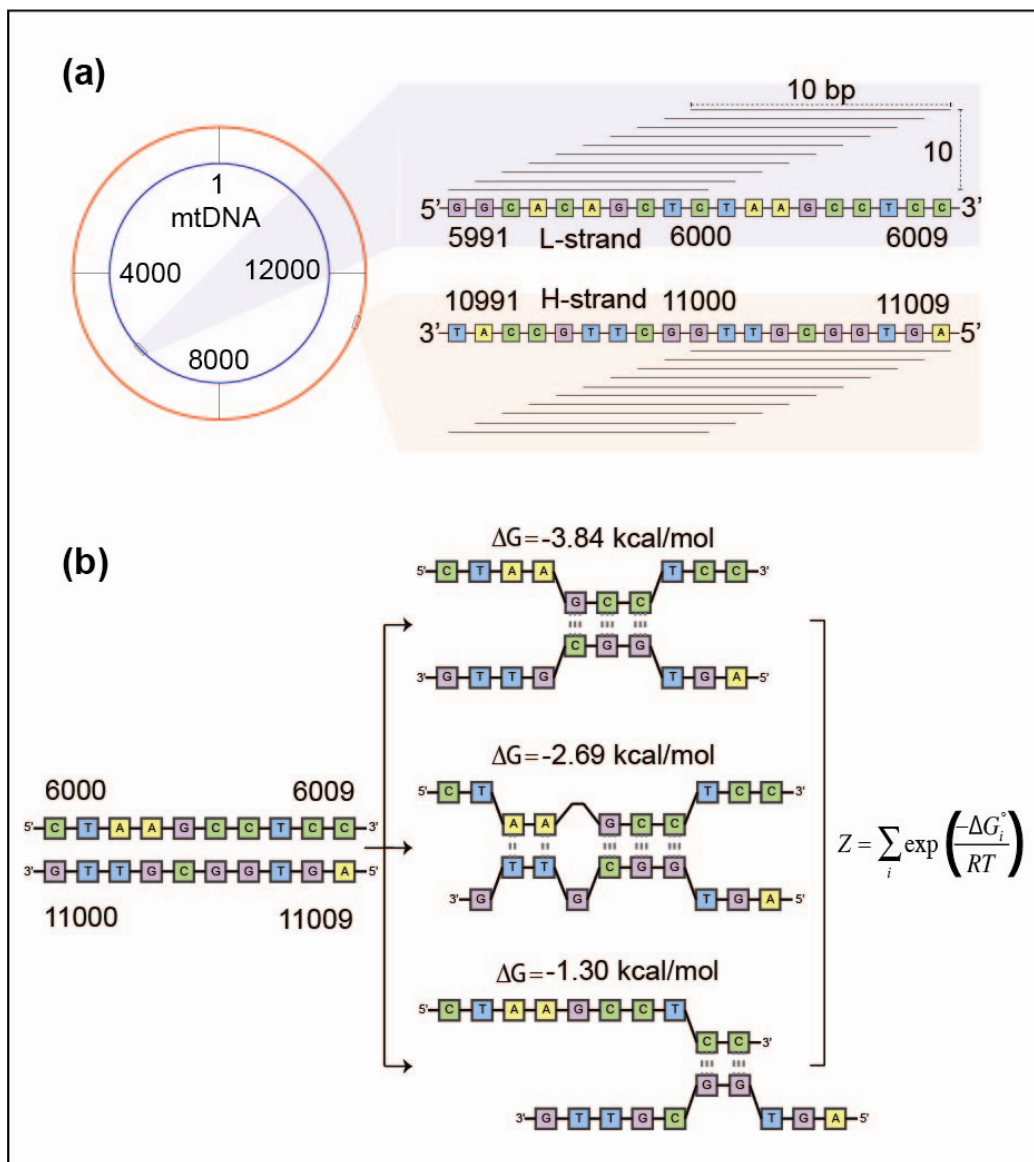 (a)
10 bp
10
1
mtDNA
4000
12000
8000
5' G G C A C A G C T C T A A G C C T C C 3'
5991 L-strand 6000 6009
10991 H-strand 11000 11009
3' T A C C G T T C G G T T G C G G T G A 5'
(b)
ΔG=-3.84 kcal/mol
5' C T A A T C C 3'
G C C
C G G
3' G T T G T G A 5'
ΔG=-2.69 kcal/mol
5' C T T C C 3'
A A G C C
T T C G G
3' G G T G A 5'
6000 6009
5' C T A A G C C T C C 3'
3' G T T G C G G T G A 5'
11000 11009
Z = ∑ i exp (-ΔG°i / RT)
ΔG=-1.30 kcal/mol
5' C T A A G C C T
C C 3'
G G
3' G T T G C T G A 5'